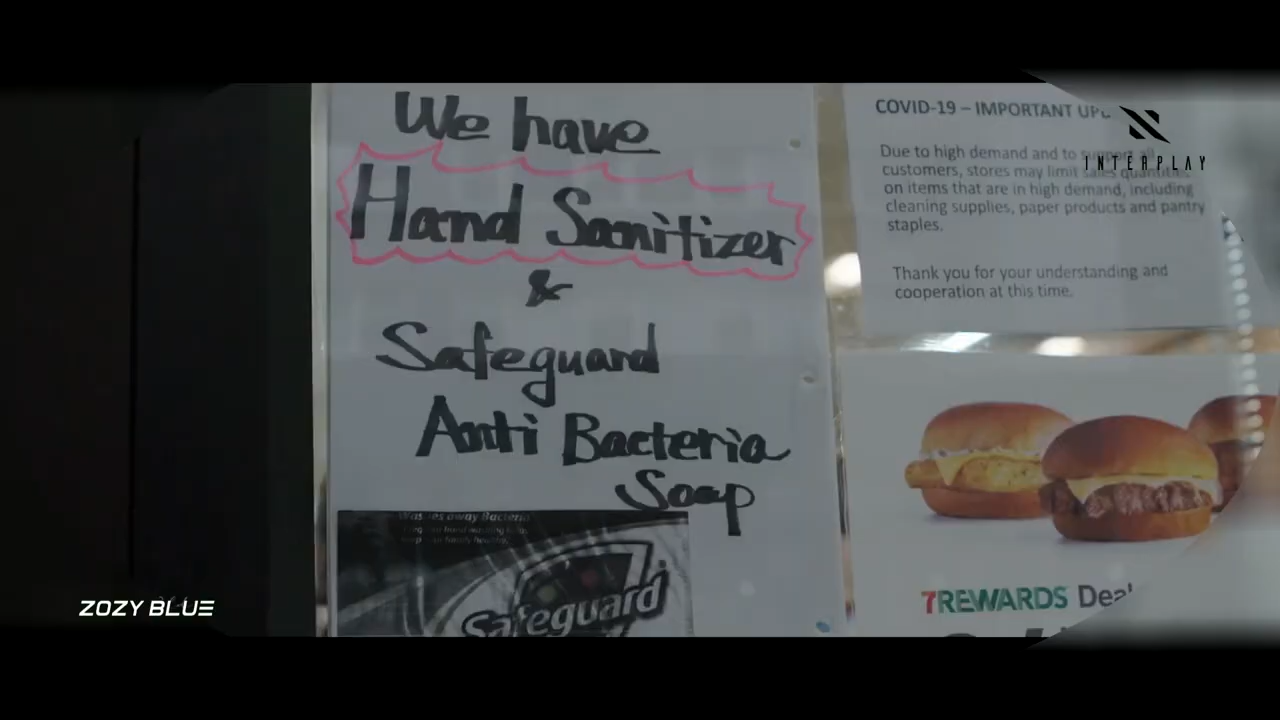 We have
Hand Sanitizer
&
Safeguard
Anti Bacteria
Soap
Safeguard
COVID-19 – IMPORTANT
Due to high demand and to support all
customers, stores may limit sales quantities
on items that are in high demand, including
cleaning supplies, paper products and pantry
staples.
Thank you for your understanding and
cooperation at this time.
7REWARDS Deal
INTERPLAY
ZOZY BLUE